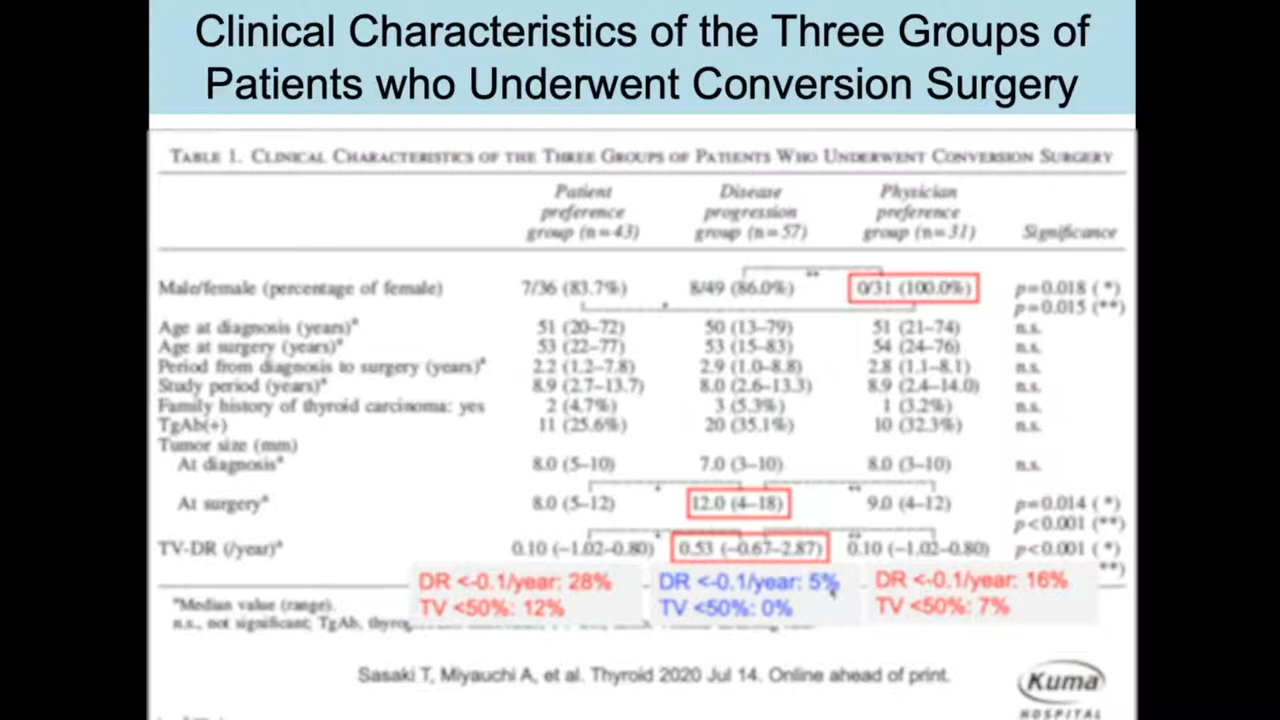 Clinical Characteristics of the Three Groups of
Patients who Underwent Conversion Surgery
TABLE 1. CLINICAL CHARACTERISTICS OF THE THREE GROUPS OF PATIENTS WHO UNDERWENT CONVERSION SURGERY
Patient preference group (n=43) Disease progression group (n=57) Physician preference group (n=31) Significance
**
Male/female (percentage of female) 7/36 (83.7%) 8/49 (86.0%) 0/31 (100.0%) p=0.018 (*)
* p=0.015 (**)
Age at diagnosis (years)a 51 (20–72) 50 (13–79) 51 (21–74) n.s.
Age at surgery (years)a 53 (22–77) 53 (15–83) 54 (24–76) n.s.
Period from diagnosis to surgery (years)a 2.2 (1.2–7.8) 2.9 (1.0–8.8) 2.8 (1.1–8.1) n.s.
Study period (years)a 8.9 (2.7–13.7) 8.0 (2.6–13.3) 8.9 (2.4–14.0) n.s.
Family history of thyroid carcinoma: yes 2 (4.7%) 3 (5.3%) 1 (3.2%) n.s.
TgAb(+) 11 (25.6%) 20 (35.1%) 10 (32.3%) n.s.
Tumor size (mm)
At diagnosisa 8.0 (5–10) 7.0 (3–10) 8.0 (3–10) n.s.
* **
At surgerya 8.0 (5–12) 12.0 (4–18) 9.0 (4–12) p=0.014 (*)
p<0.001 (**)
* **
TV-DR (/year)a 0.10 (−1.02–0.80) 0.53 (−0.67–2.87) 0.10 (−1.02–0.80) p<0.001 (*)
**)
DR <-0.1/year: 28% DR <-0.1/year: 5% DR <-0.1/year: 16%
TV <50%: 12% TV <50%: 0% TV <50%: 7%
aMedian value (range).
n.s., not significant; TgAb,
Sasaki T, Miyauchi A, et al. Thyroid 2020 Jul 14. Online ahead of print.
Kuma
HOSPITAL